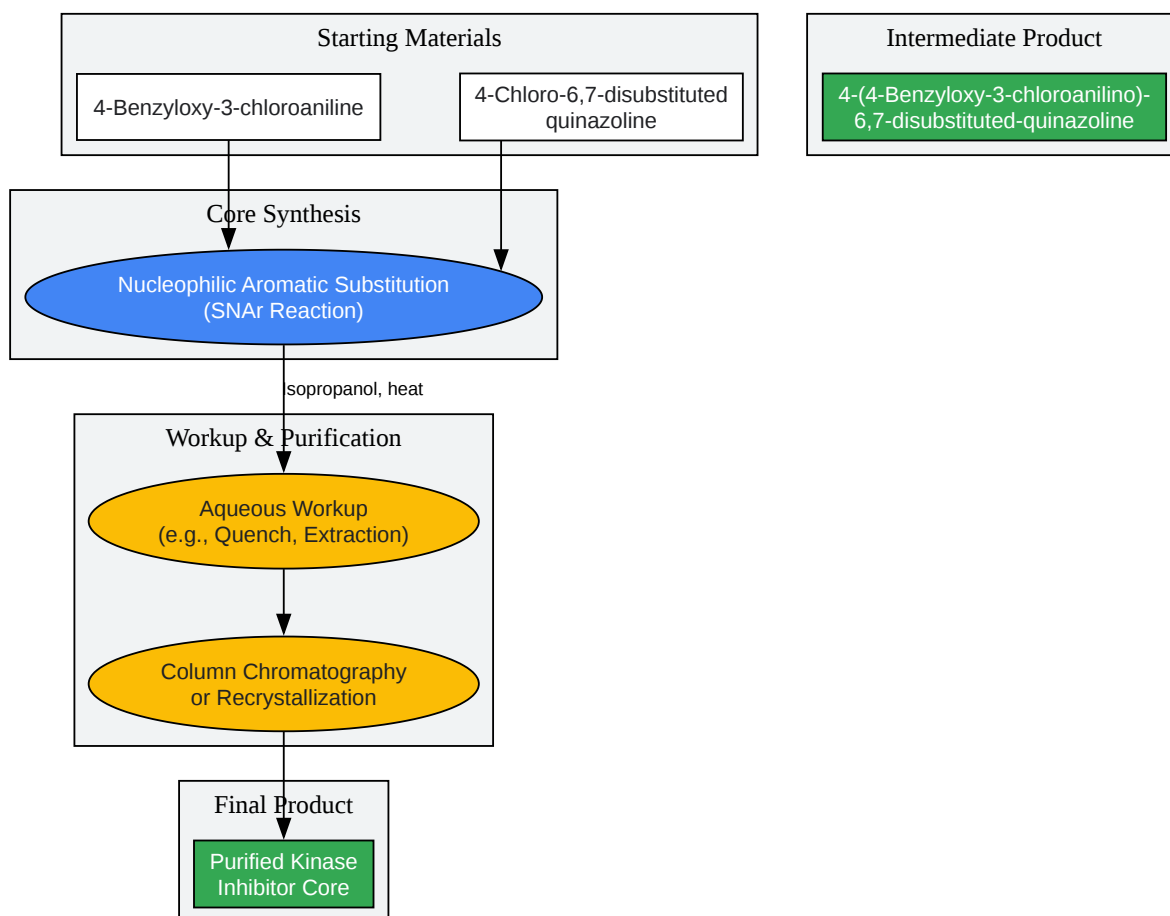 Starting Materials
4-Benzyloxy-3-chloroaniline
4-Chloro-6,7-disubstituted
quinazoline
Intermediate Product
4-(4-Benzyloxy-3-chloroanilino)-
6,7-disubstituted-quinazoline
Core Synthesis
Nucleophilic Aromatic Substitution
(SNAr Reaction)
Isopropanol, heat
Workup & Purification
Aqueous Workup
(e.g., Quench, Extraction)
Column Chromatography
or Recrystallization
Final Product
Purified Kinase
Inhibitor Core